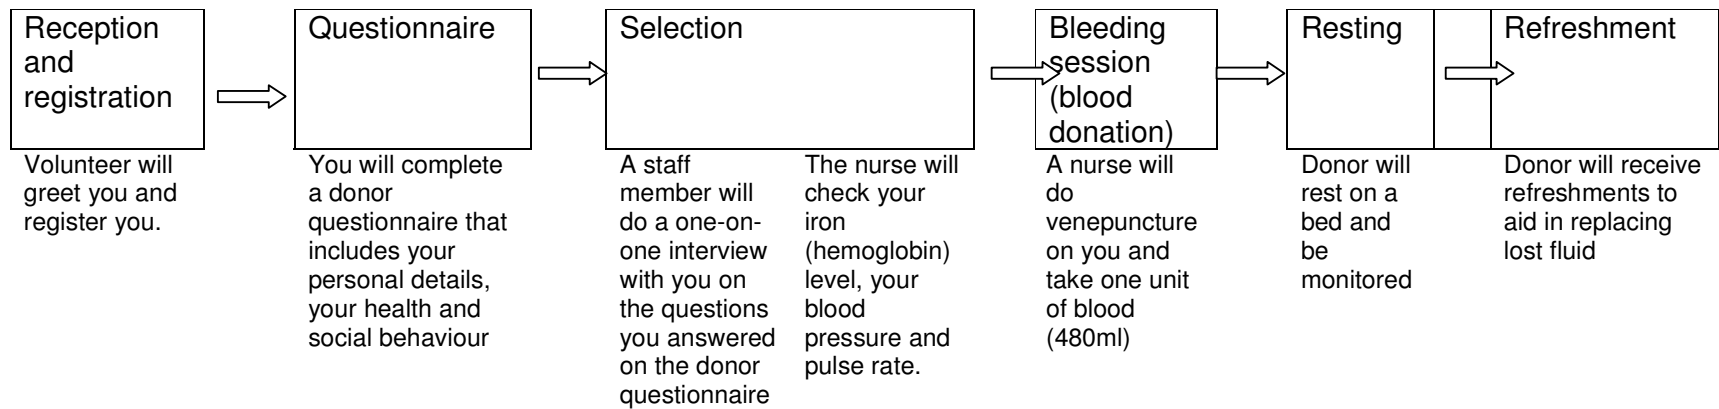 Reception
and
registration
Volunteer will
greet you and
register you.
Questionnaire
You will complete
a donor
questionnaire that
includes your
personal details,
your health and
social behaviour
Selection
A staff
member will
do a one-on-
one interview
with you on
the questions
you answered
on the donor
questionnaire
The nurse will
check your
iron
(hemoglobin)
level, your
blood
pressure and
pulse rate.
Bleeding
session
(blood
donation)
A nurse will
do
venepuncture
on you and
take one unit
of blood
(480ml)
Resting
Donor will
rest on a
bed and
be
monitored
Refreshment
Donor will receive
refreshments to
aid in replacing
lost fluid